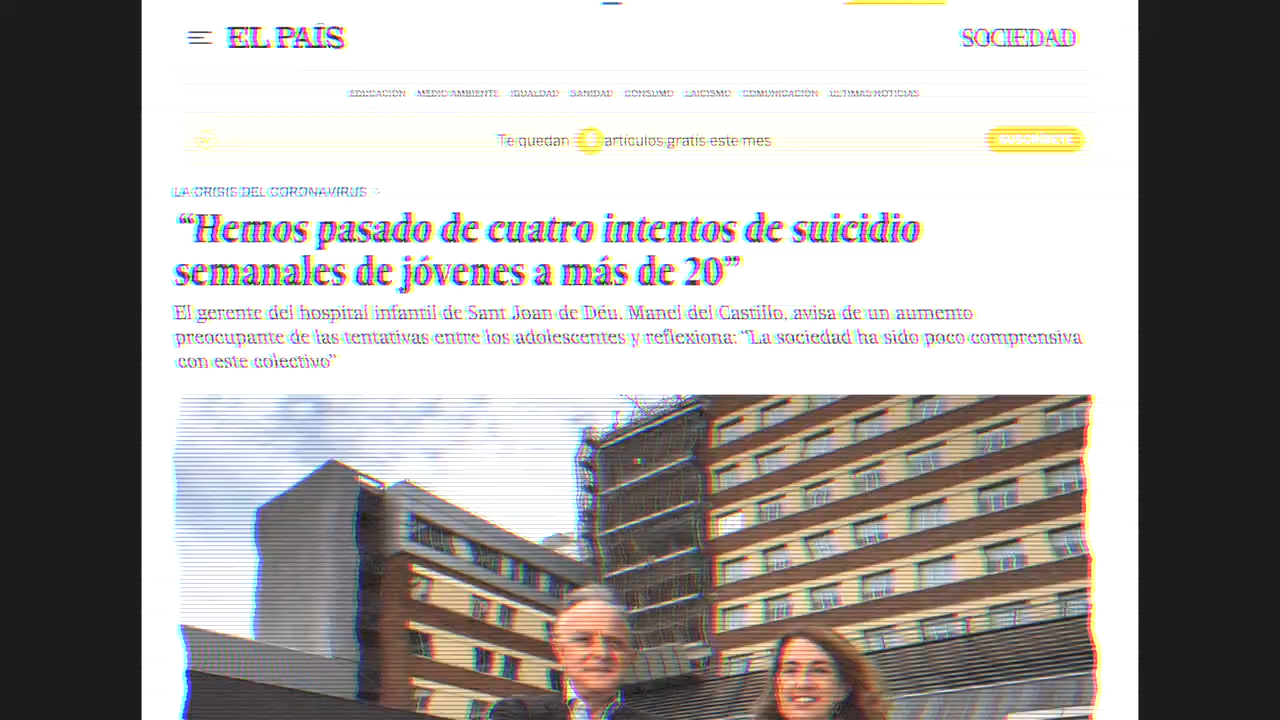 EL PAÍS
SOCIEDAD
EDUCACIÓN MEDIO AMBIENTE IGUALDAD SANIDAD CONSUMO LAICISMO COMUNICACIÓN ÚLTIMAS NOTICIAS
Te quedan artículos gratis este mes
SUSCRÍBETE
LA CRISIS DEL CORONAVIRUS >
“Hemos pasado de cuatro intentos de suicidio
semanales de jóvenes a más de 20”
El gerente del hospital infantil de Sant Joan de Déu, Manel del Castillo, avisa de un aumento
preocupante de las tentativas entre los adolescentes y reflexiona: “La sociedad ha sido poco comprensiva
con este colectivo”